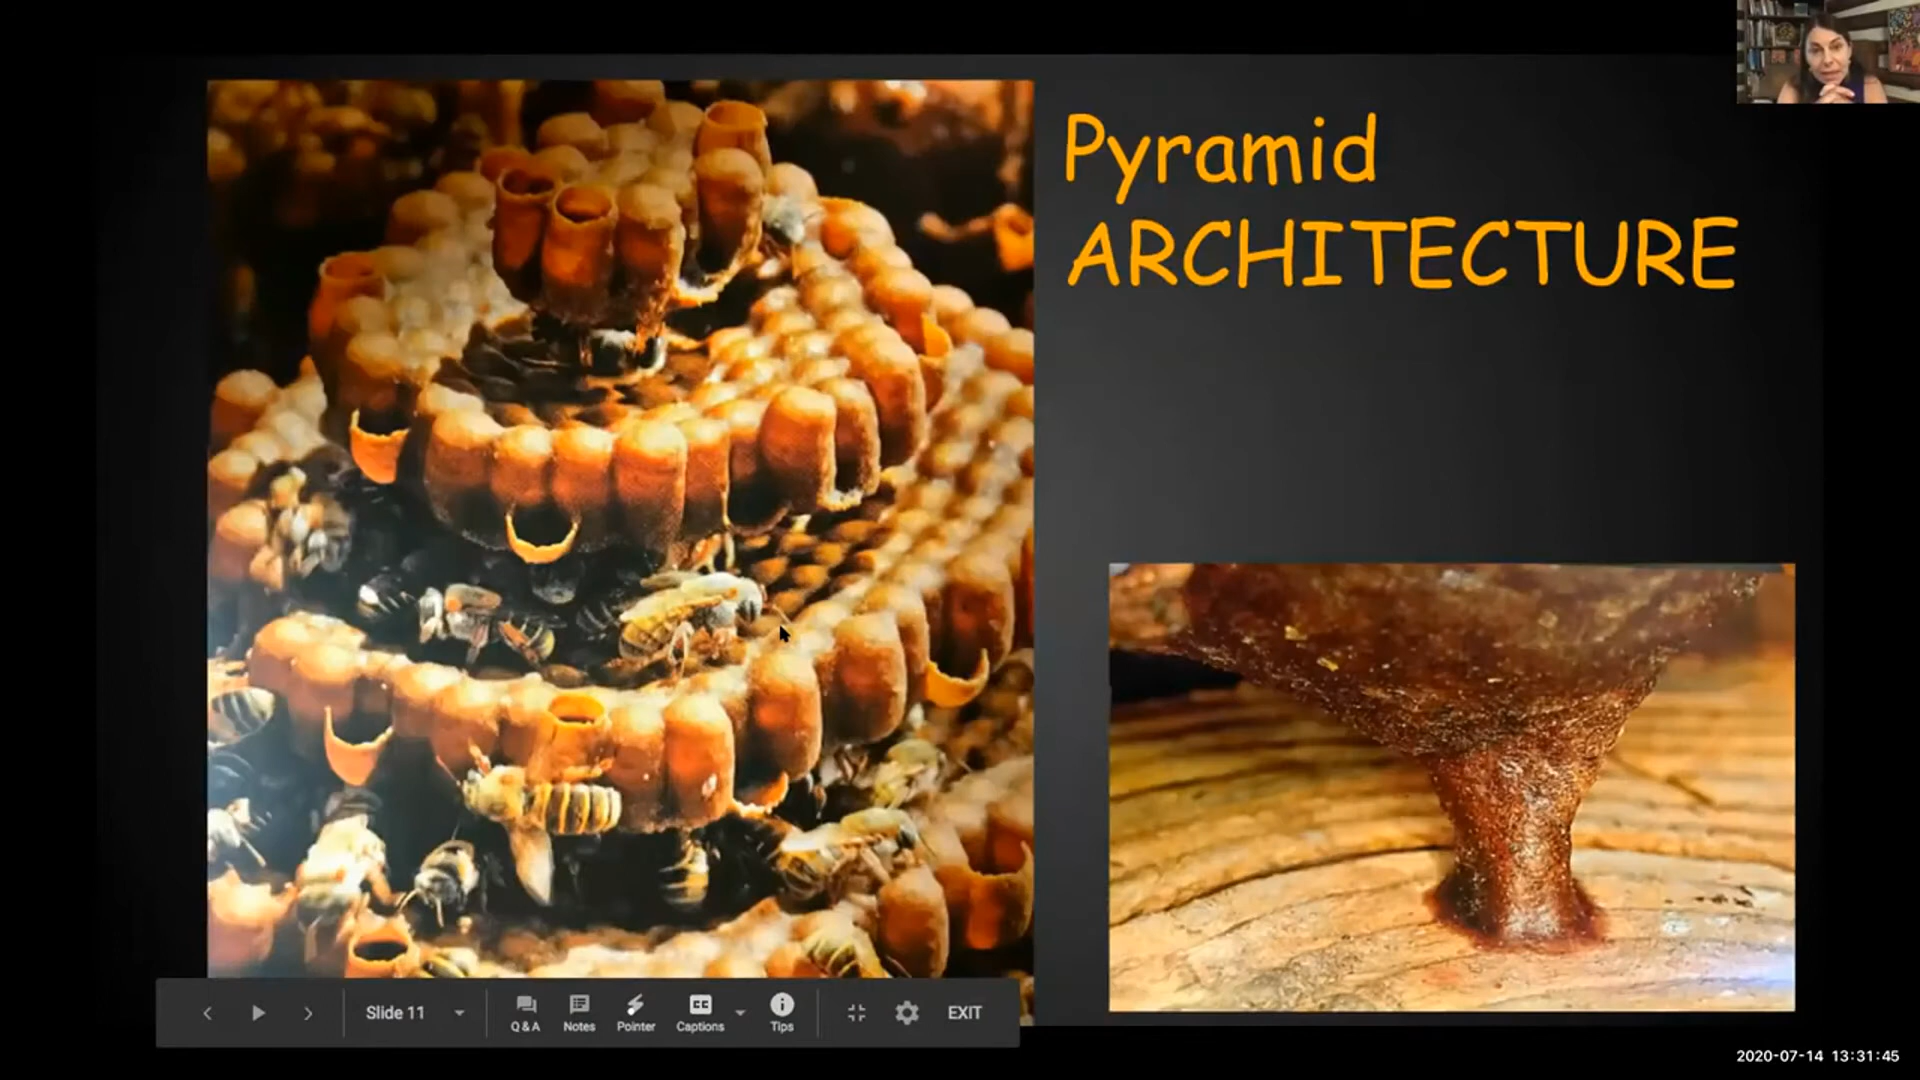 Pyramid
ARCHITECTURE
Slide 11
Q & A
Notes
Pointer
Captions
Tips
EXIT
2020-07-14 13:31:45